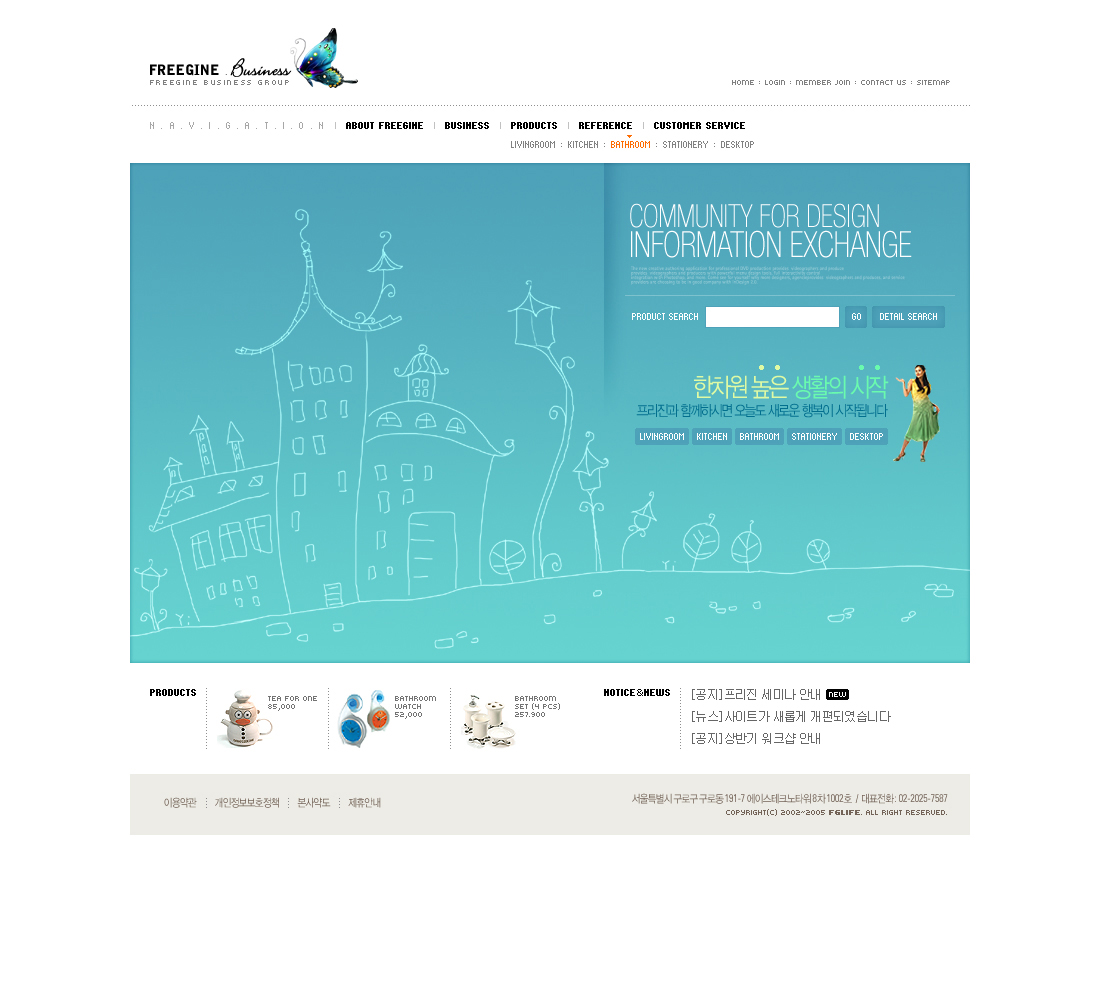 FREEGINE .Business
FREEGINE BUSINESS GROUP
HOME : LOGIN : MEMBER JOIN : CONTACT US : SITEMAP
N . A . V . I . G . A . T . I . O . N | ABOUT FREEGINE | BUSINESS | PRODUCTS | REFERENCE | CUSTOMER SERVICE
LIVINGROOM : KITCHEN : BATHROOM : STATIONERY : DESKTOP
COMMUNITY FOR DESIGN
INFORMATION EXCHANGE
PRODUCT SEARCH GO DETAIL SEARCH
한차원 높은 생활의 시작
프리진과 함께하시면 오늘도 새로운 행복이 시작됩니다
LIVINGROOM KITCHEN BATHROOM STATIONERY DESKTOP
PRODUCTS
TEA FOR ONE
85,000
BATHROOM
WATCH
52,000
BATHROOM
SET (4 PCS)
257.900
NOTICE&NEWS
[공지]프리진 세미나 안내 NEW
[뉴스]사이트가 새롭게 개편되었습니다
[공지]상반기 워크샵 안내
이용약관 개인정보보호정책 본사약도 제휴안내
서울특별시 구로구 구로동 191-7 에이스테크노타워 8차 1002호 / 대표전화 : 02-2025-7587
COPYRIGHT(C) 2002~2005 FGLIFE. ALL RIGHT RESERVED.